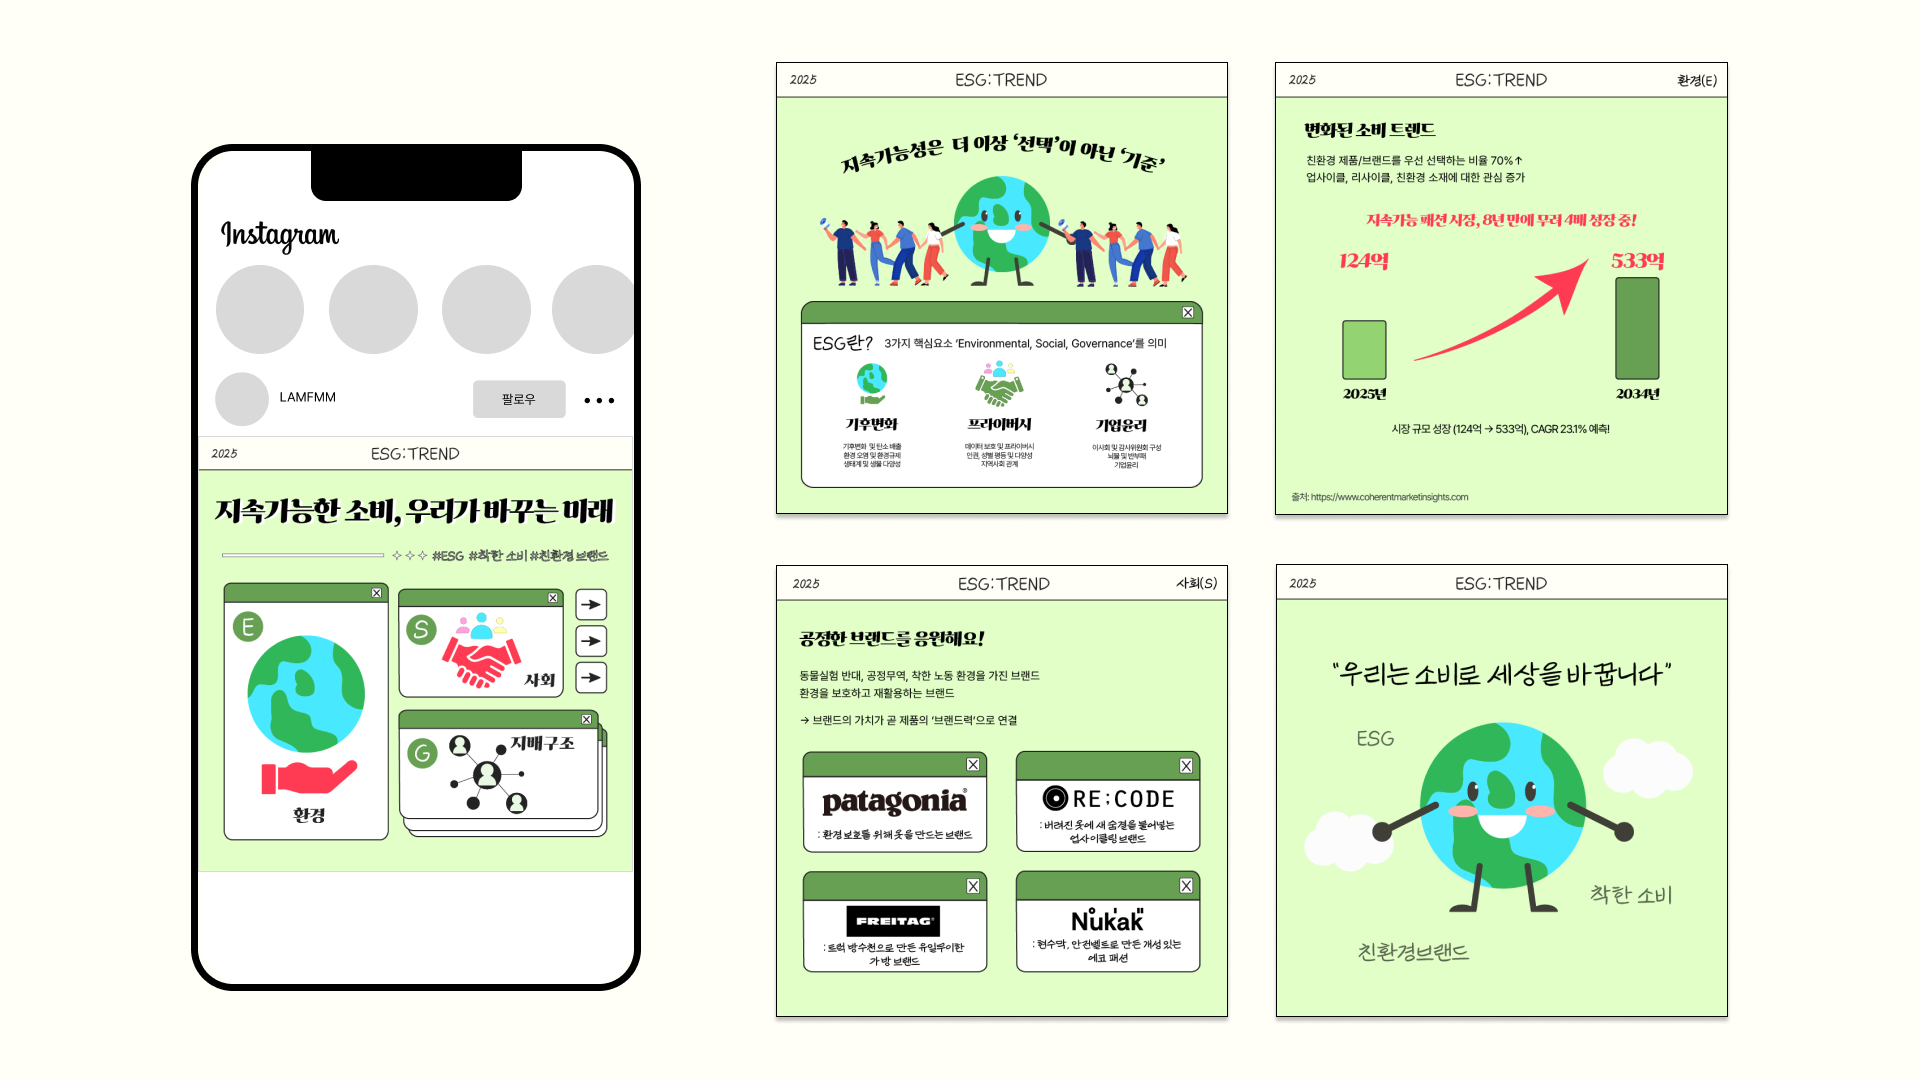 Instagram
LAMFMM
팔로우
2025
ESG:TREND
지속가능한 소비, 우리가 바꾸는 미래
#ESG #착한 소비 #친환경 브랜드
E
환경
S
사회
G
지배구조
2025
ESG:TREND
지속가능성은 더 이상 ‘선택’이 아닌 ‘기준’
ESG란? 3가지 핵심요소 ‘Environmental, Social, Governance’를 의미
기후변화
기후변화 및 탄소 배출
환경 오염 및 환경규제
생태계 및 생물 다양성
프라이버시
데이터 보호 및 프라이버시
인권, 성별 평등 및 다양성
지역사회 관계
기업윤리
이사회 및 감사위원회 구성
뇌물 및 반부패
기업윤리
2025
ESG:TREND
환경(E)
변화된 소비 트렌드
친환경 제품/브랜드를 우선 선택하는 비율 70%↑
업사이클, 리사이클, 친환경 소재에 대한 관심 증가
지속가능 패션 시장, 8년 만에 무려 4배 성장 중!
124억
533억
2025년
2034년
시장 규모 성장 (124억 → 533억), CAGR 23.1% 예측!
출처: https://www.coherentmarketinsights.com
2025
ESG:TREND
사회(S)
공정한 브랜드를 응원해요!
동물실험 반대, 공정무역, 착한 노동 환경을 가진 브랜드
환경을 보호하고 재활용하는 브랜드
→ 브랜드의 가치가 곧 제품의 ‘브랜드력’으로 연결
patagonia®
: 환경 보호를 위해 옷을 만드는 브랜드
RE;CODE
: 버려진 옷에 새 숨결을 불어넣는
업사이클링 브랜드
FREITAG®
: 트럭 방수천으로 만든 유일무이한
가방 브랜드
Nukak
: 현수막, 안전벨트로 만든 개성 있는
에코 패션
2025
ESG:TREND
“우리는 소비로 세상을 바꿉니다”
ESG
착한 소비
친환경브랜드